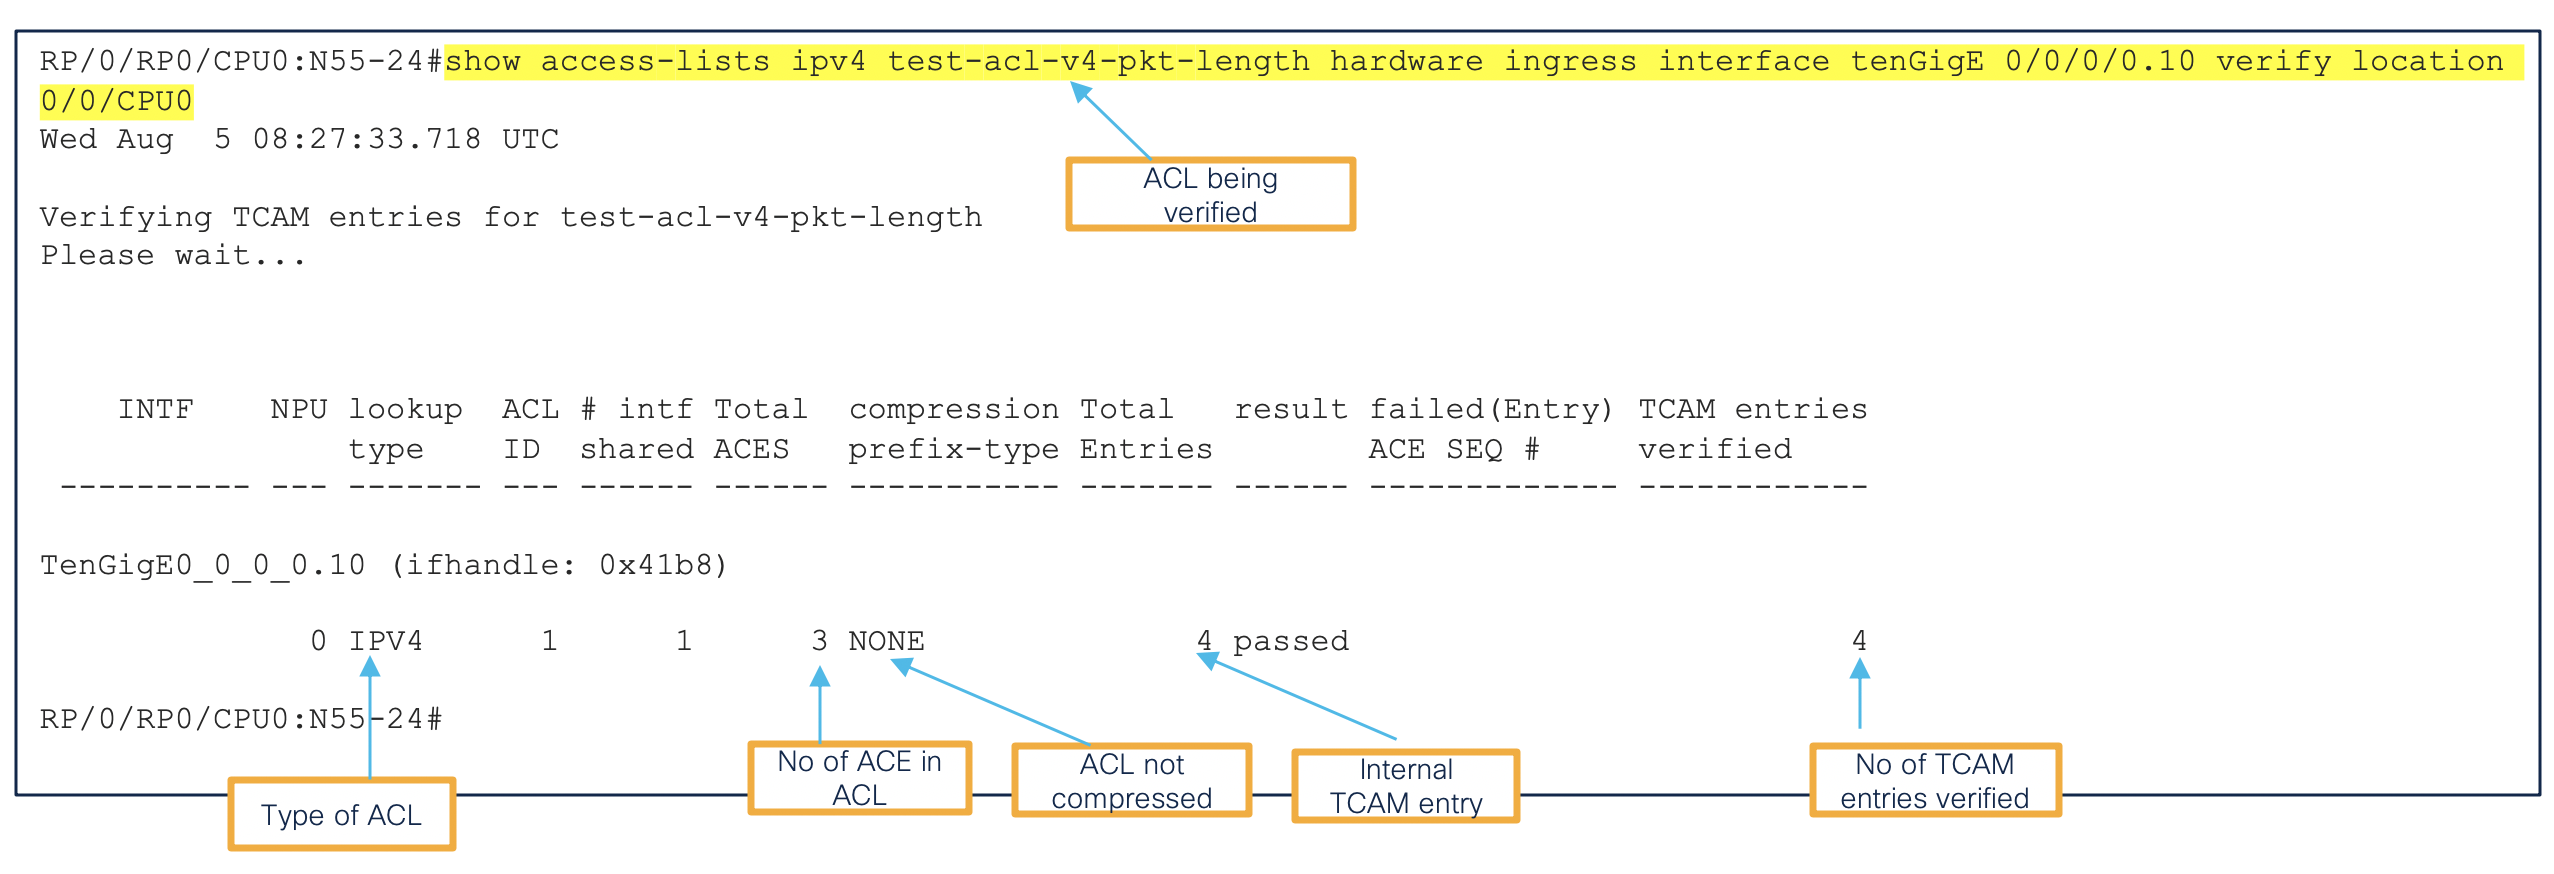 RP/0/RP0/CPU0:N55-24#show access-lists ipv4 test-acl-v4-pkt-length hardware ingress interface tenGigE 0/0/0/0.10 verify location
0/0/CPU0
Wed Aug  5 08:27:33.718 UTC
ACL being
verified
Verifying TCAM entries for test-acl-v4-pkt-length
Please wait...
INTF    NPU lookup  ACL # intf Total  compression Total   result failed(Entry) TCAM entries
type    ID  shared ACES   prefix-type Entries        ACE SEQ #     verified
---------- --- ------- --- ------ ------ ----------- ------- ------ ------------- ------------
TenGigE0_0_0_0.10 (ifhandle: 0x41b8)
0 IPV4      1      1      3 NONE              4 passed                          4
RP/0/RP0/CPU0:N55-24#
Type of ACL
No of ACE in
ACL
ACL not
compressed
Internal
TCAM entry
No of TCAM
entries verified